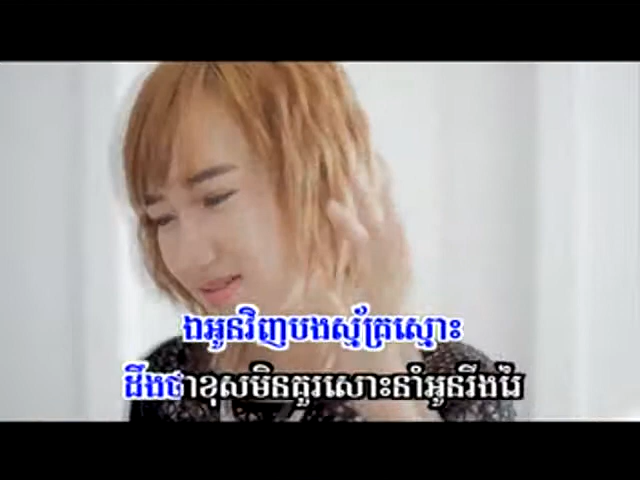 ឯអូនវិញបងស្ម័គ្រស្មោះ
ដឹងថាខុសមិនគួរសោះនាំអូនរឹងរ៉ៃ